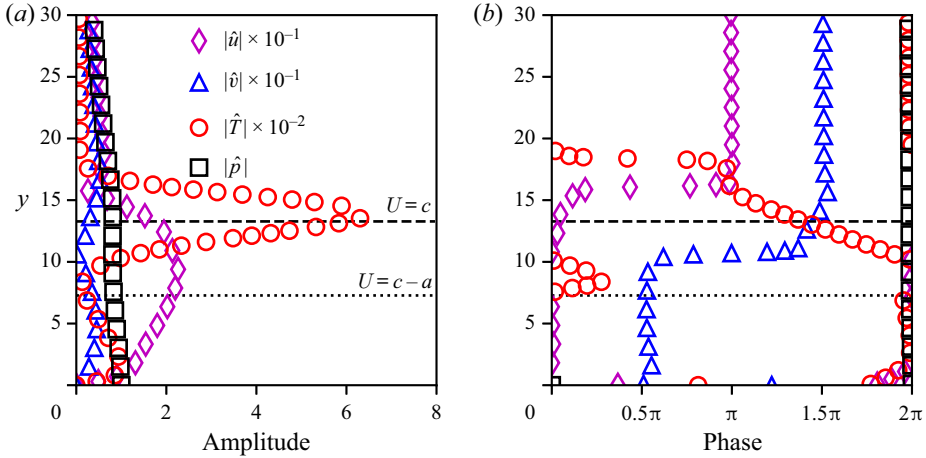 (a)
30
25
20
15
10
5
0
y
|û| × 10⁻¹
|v̂| × 10⁻¹
|T̂| × 10⁻²
|p̂|
U = c
U = c – a
0 2 4 6 8
Amplitude
(b)
30
25
20
15
10
5
0
0.5π π 1.5π 2π
Phase